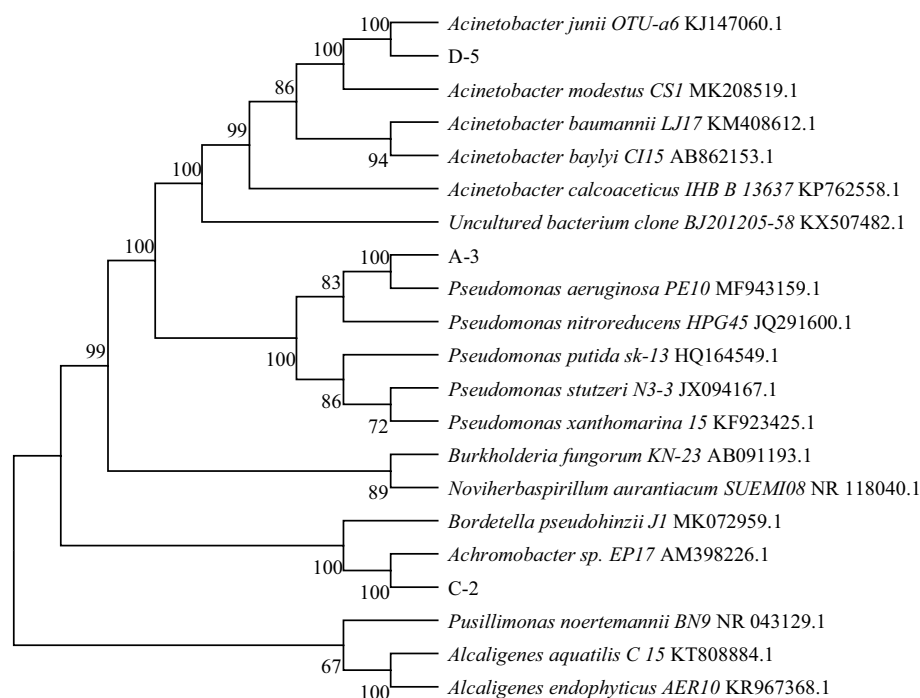 100
Acinetobacter junii OTU-a6 KJ147060.1
100
D-5
86
Acinetobacter modestus CS1 MK208519.1
99
Acinetobacter baumannii LJ17 KM408612.1
94
Acinetobacter baylyi CI15 AB862153.1
100
Acinetobacter calcoaceticus IHB B 13637 KP762558.1
Uncultured bacterium clone BJ201205-58 KX507482.1
100
100
A-3
83
Pseudomonas aeruginosa PE10 MF943159.1
Pseudomonas nitroreducens HPG45 JQ291600.1
99
100
Pseudomonas putida sk-13 HQ164549.1
86
Pseudomonas stutzeri N3-3 JX094167.1
72
Pseudomonas xanthomarina 15 KF923425.1
Burkholderia fungorum KN-23 AB091193.1
89
Noviherbaspirillum aurantiacum SUEMI08 NR 118040.1
Bordetella pseudohinzii J1 MK072959.1
100
Achromobacter sp. EP17 AM398226.1
100
C-2
Pusillimonas noertemannii BN9 NR 043129.1
67
Alcaligenes aquatilis C 15 KT808884.1
100
Alcaligenes endophyticus AER10 KR967368.1